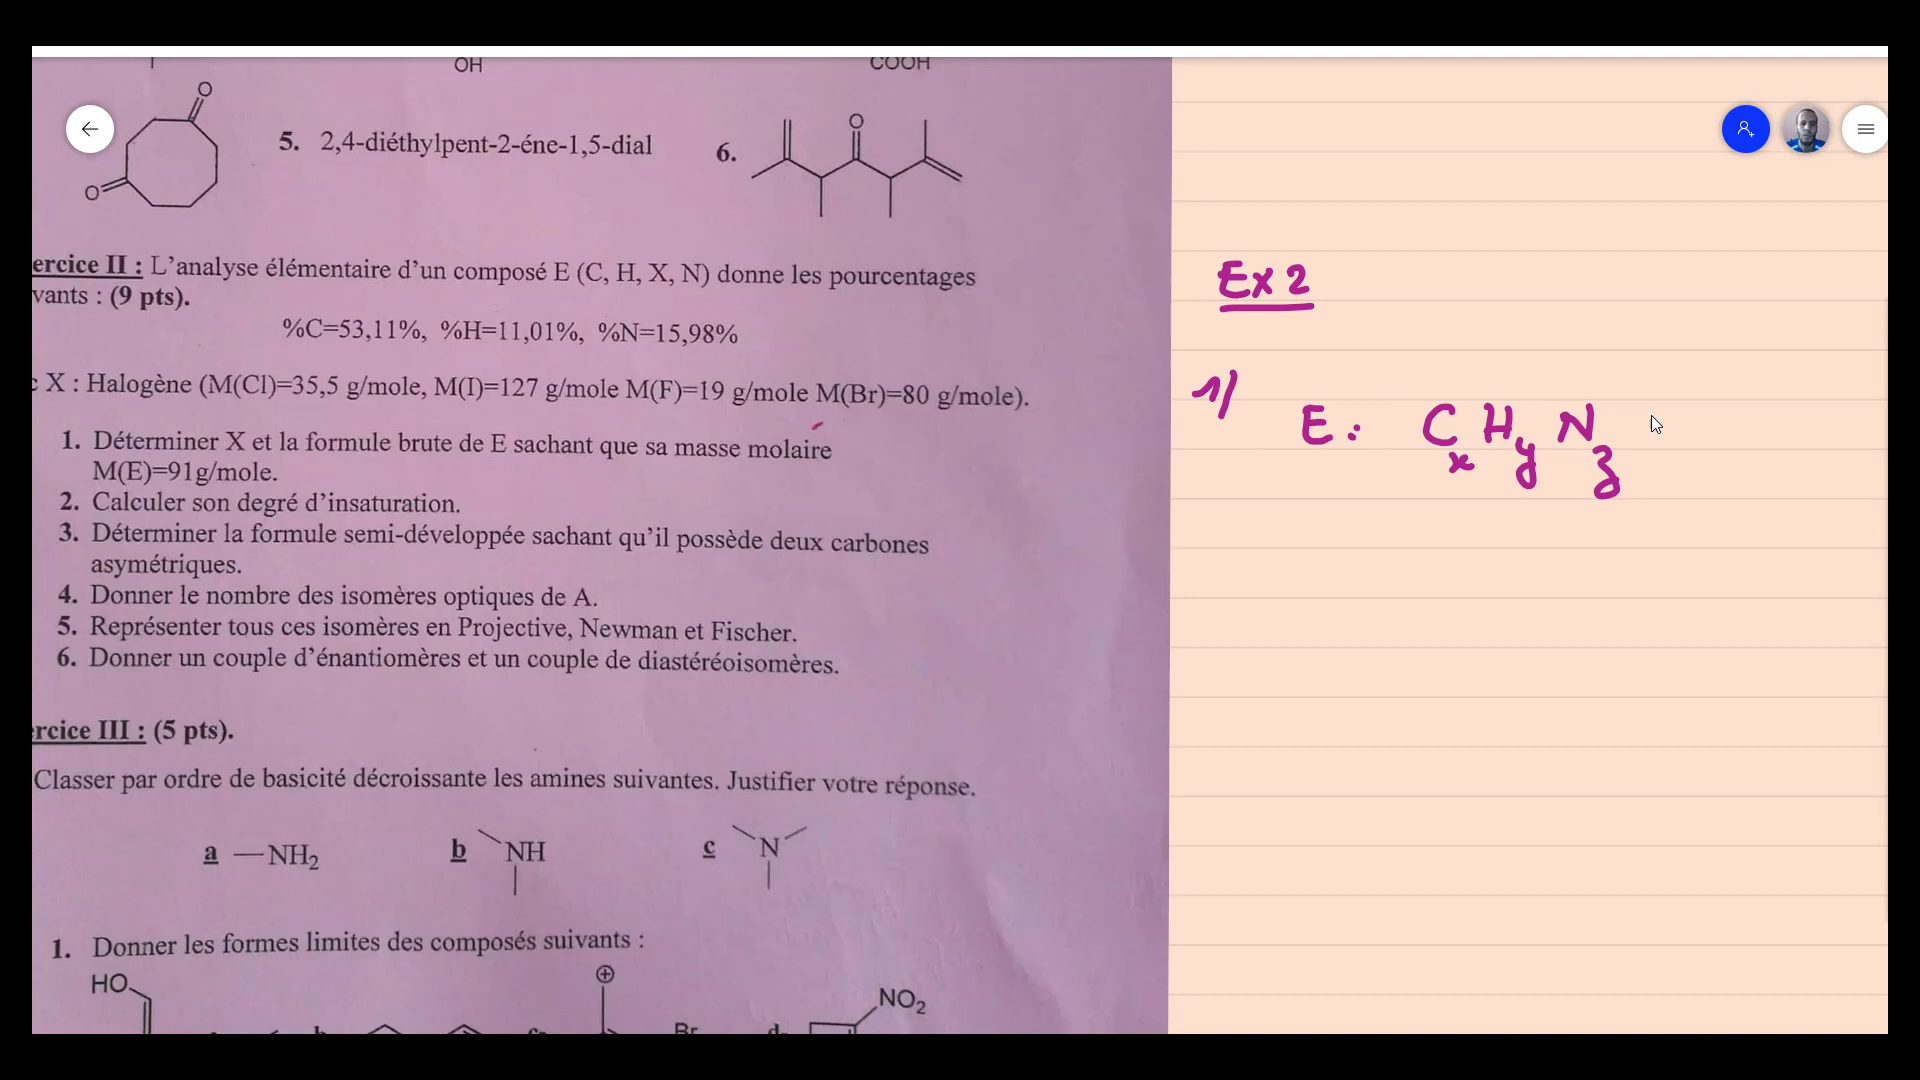 OH
COOH
O
O
5. 2,4-diéthylpent-2-éne-1,5-dial
6.
O
ercice II : L'analyse élémentaire d'un composé E (C, H, X, N) donne les pourcentages
vants : (9 pts).
%C=53,11%, %H=11,01%, %N=15,98%
c X : Halogène (M(Cl)=35,5 g/mole, M(I)=127 g/mole M(F)=19 g/mole M(Br)=80 g/mole).
1. Déterminer X et la formule brute de E sachant que sa masse molaire
M(E)=91g/mole.
2. Calculer son degré d'insaturation.
3. Déterminer la formule semi-développée sachant qu'il possède deux carbones
asymétriques.
4. Donner le nombre des isomères optiques de A.
5. Représenter tous ces isomères en Projective, Newman et Fischer.
6. Donner un couple d'énantiomères et un couple de diastéréoisomères.
ercice III : (5 pts).
Classer par ordre de basicité décroissante les amines suivantes. Justifier votre réponse.
a —NH₂
b NH
c N
1. Donner les formes limites des composés suivants :
HO
⊕
NO₂
b
c
Br
d
Ex 2
1/
E : CxHyNz